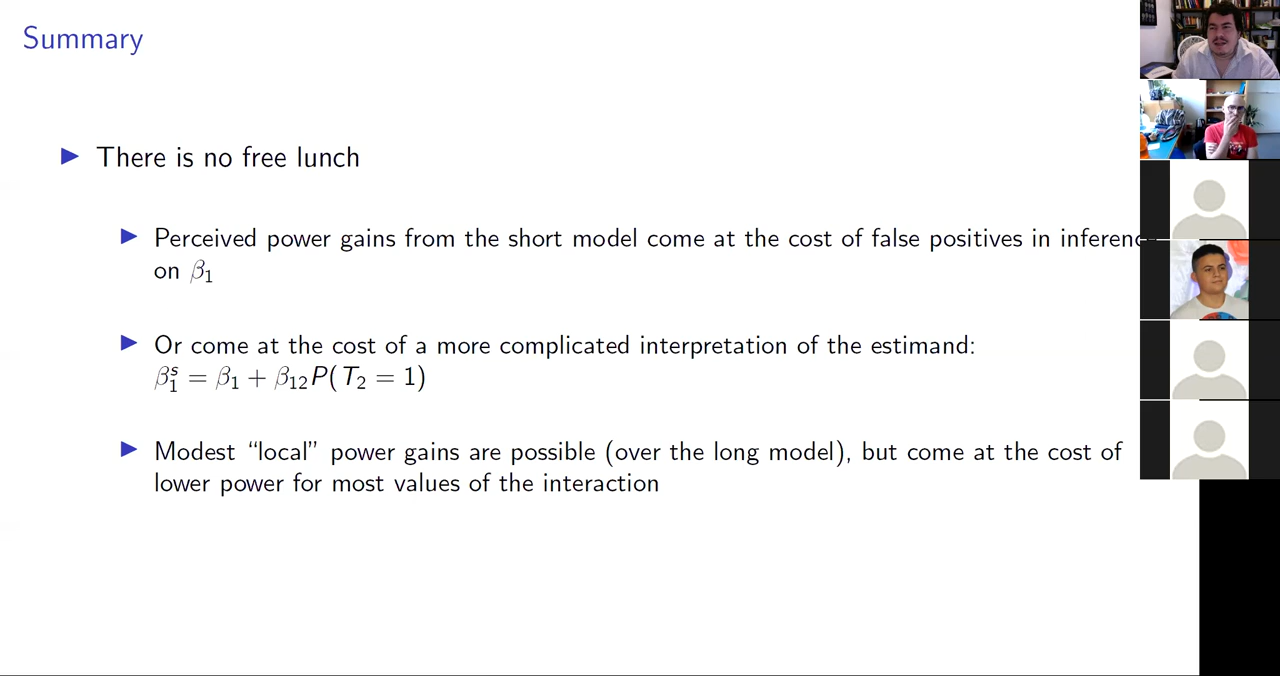 Summary
▶ There is no free lunch
▶ Perceived power gains from the short model come at the cost of false positives in inference
on β₁
▶ Or come at the cost of a more complicated interpretation of the estimand:
β₁ˢ = β₁ + β₁₂P(T₂ = 1)
▶ Modest “local” power gains are possible (over the long model), but come at the cost of
lower power for most values of the interaction